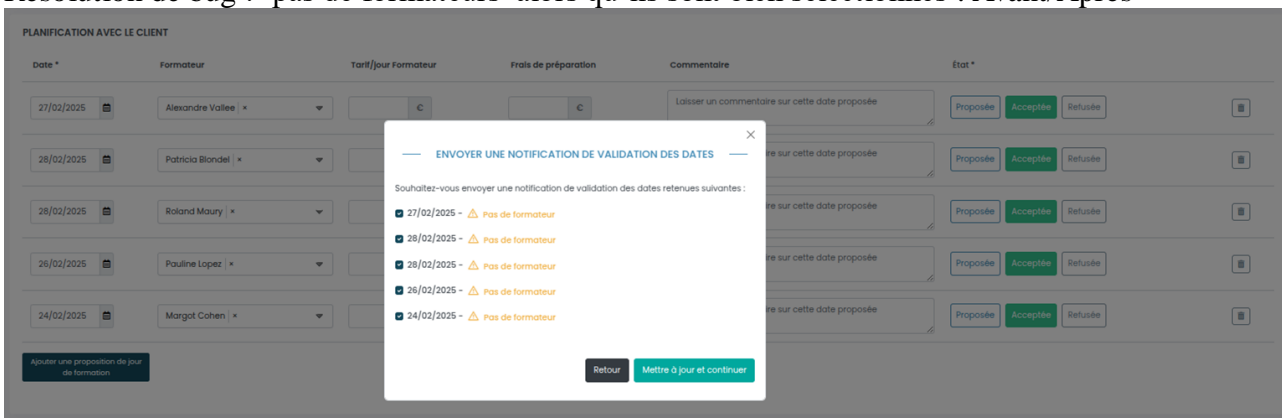 Résolution de bug : 'pas de formateurs' alors qu'ils sont bien sélectionnés : Avant/Après
PLANIFICATION AVEC LE CLIENT
Date * Formateur Tarif/jour Formateur Frais de préparation Commentaire État *
27/02/2025 Alexandre Vallee × € € Laisser un commentaire sur cette date proposée Proposée Acceptée Refusée
28/02/2025 Patricia Blondel × ire sur cette date proposée Proposée Acceptée Refusée
28/02/2025 Roland Maury × ire sur cette date proposée Proposée Acceptée Refusée
26/02/2025 Pauline Lopez × ire sur cette date proposée Proposée Acceptée Refusée
24/02/2025 Margot Cohen × ire sur cette date proposée Proposée Acceptée Refusée
Ajouter une proposition de jour
de formation
×
ENVOYER UNE NOTIFICATION DE VALIDATION DES DATES
Souhaitez-vous envoyer une notification de validation des dates retenues suivantes :
27/02/2025 - Pas de formateur
28/02/2025 - Pas de formateur
28/02/2025 - Pas de formateur
26/02/2025 - Pas de formateur
24/02/2025 - Pas de formateur
Retour Mettre à jour et continuer